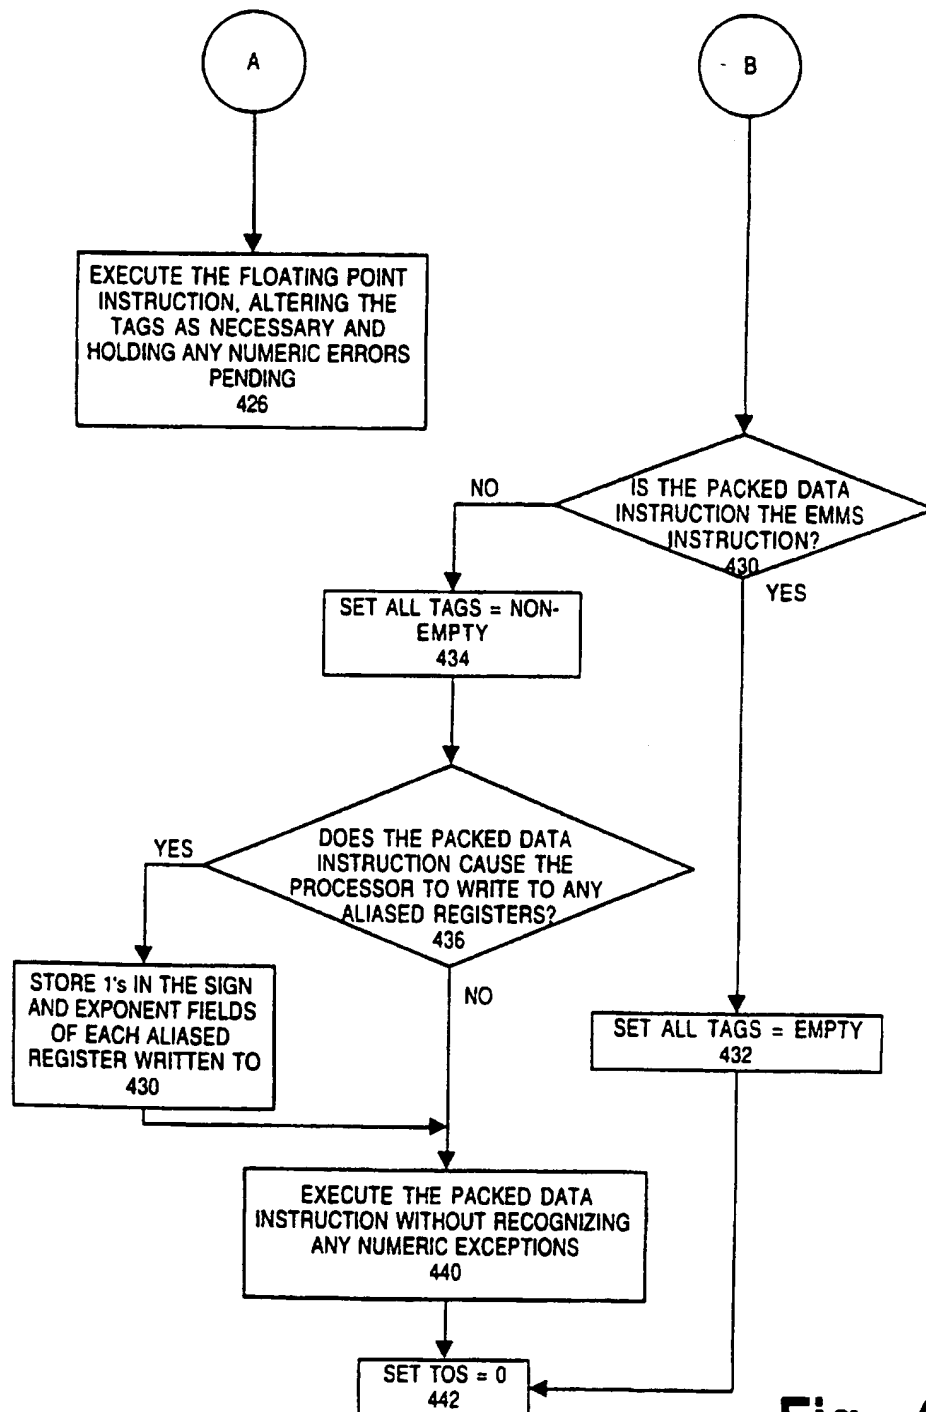 A
B
EXECUTE THE FLOATING POINT
INSTRUCTION, ALTERING THE
TAGS AS NECESSARY AND
HOLDING ANY NUMERIC ERRORS
PENDING
426
NO
IS THE PACKED DATA
INSTRUCTION THE EMMS
INSTRUCTION?
430
YES
SET ALL TAGS = NON-
EMPTY
434
YES
DOES THE PACKED DATA
INSTRUCTION CAUSE THE
PROCESSOR TO WRITE TO ANY
ALIASED REGISTERS?
436
NO
STORE 1's IN THE SIGN
AND EXPONENT FIELDS
OF EACH ALIASED
REGISTER WRITTEN TO
430
SET ALL TAGS = EMPTY
432
EXECUTE THE PACKED DATA
INSTRUCTION WITHOUT RECOGNIZING
ANY NUMERIC EXCEPTIONS
440
SET TOS = 0
442